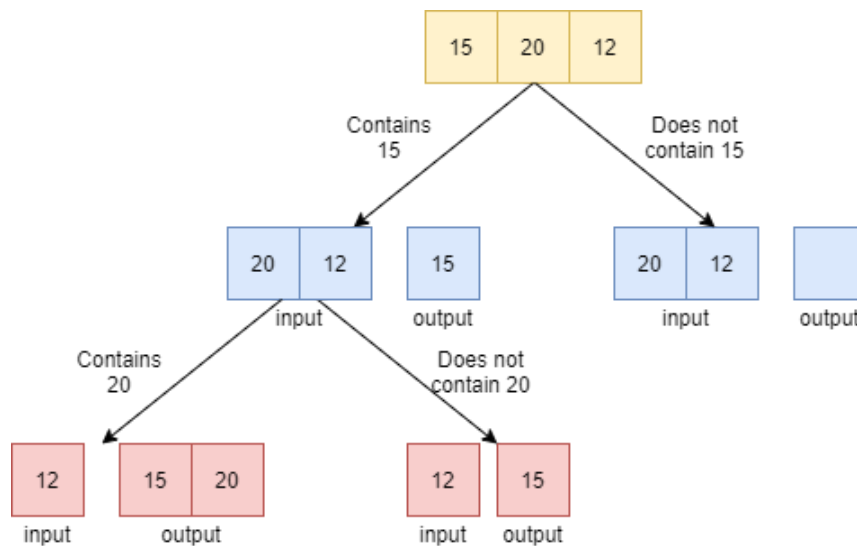 15 20 12
Contains
15
Does not
contain 15
20 12
15
20 12
input
output
input
output
Contains
20
Does not
contain 20
12
15 20
12
15
input
output
input
output